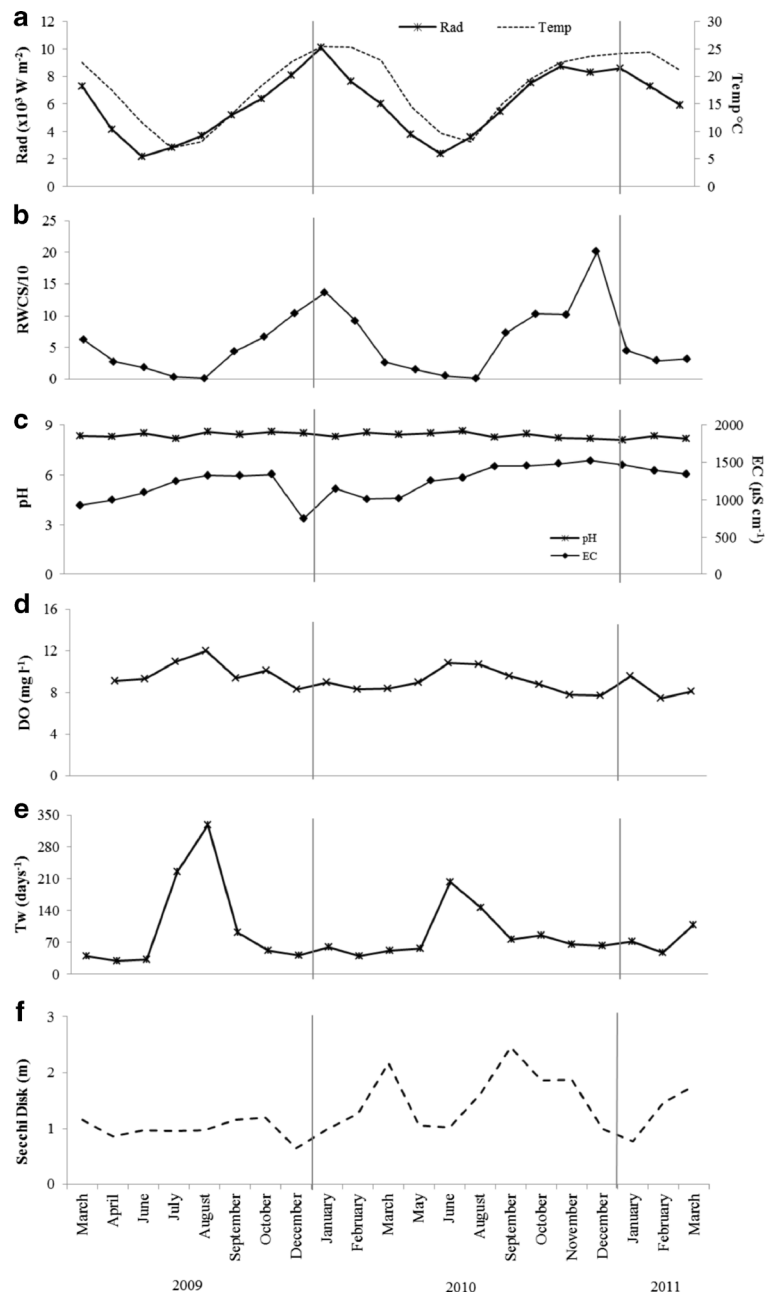 a
Rad
Temp
Rad (x10³ W m⁻²)
12
10
8
6
4
2
0
30
25
20
15
10
5
0
Temp °C
b
RWCS/10
25
20
15
10
5
0
c
pH
9
6
3
0
2000
1500
1000
500
0
EC (µS cm⁻¹)
pH
EC
d
DO (mg l⁻¹)
16
12
8
4
0
e
Tw (days⁻¹)
350
280
210
140
70
0
f
Secchi Disk (m)
3
2
1
0
March
April
June
July
August
September
October
December
January
February
March
May
June
August
September
October
November
December
January
February
March
2009
2010
2011